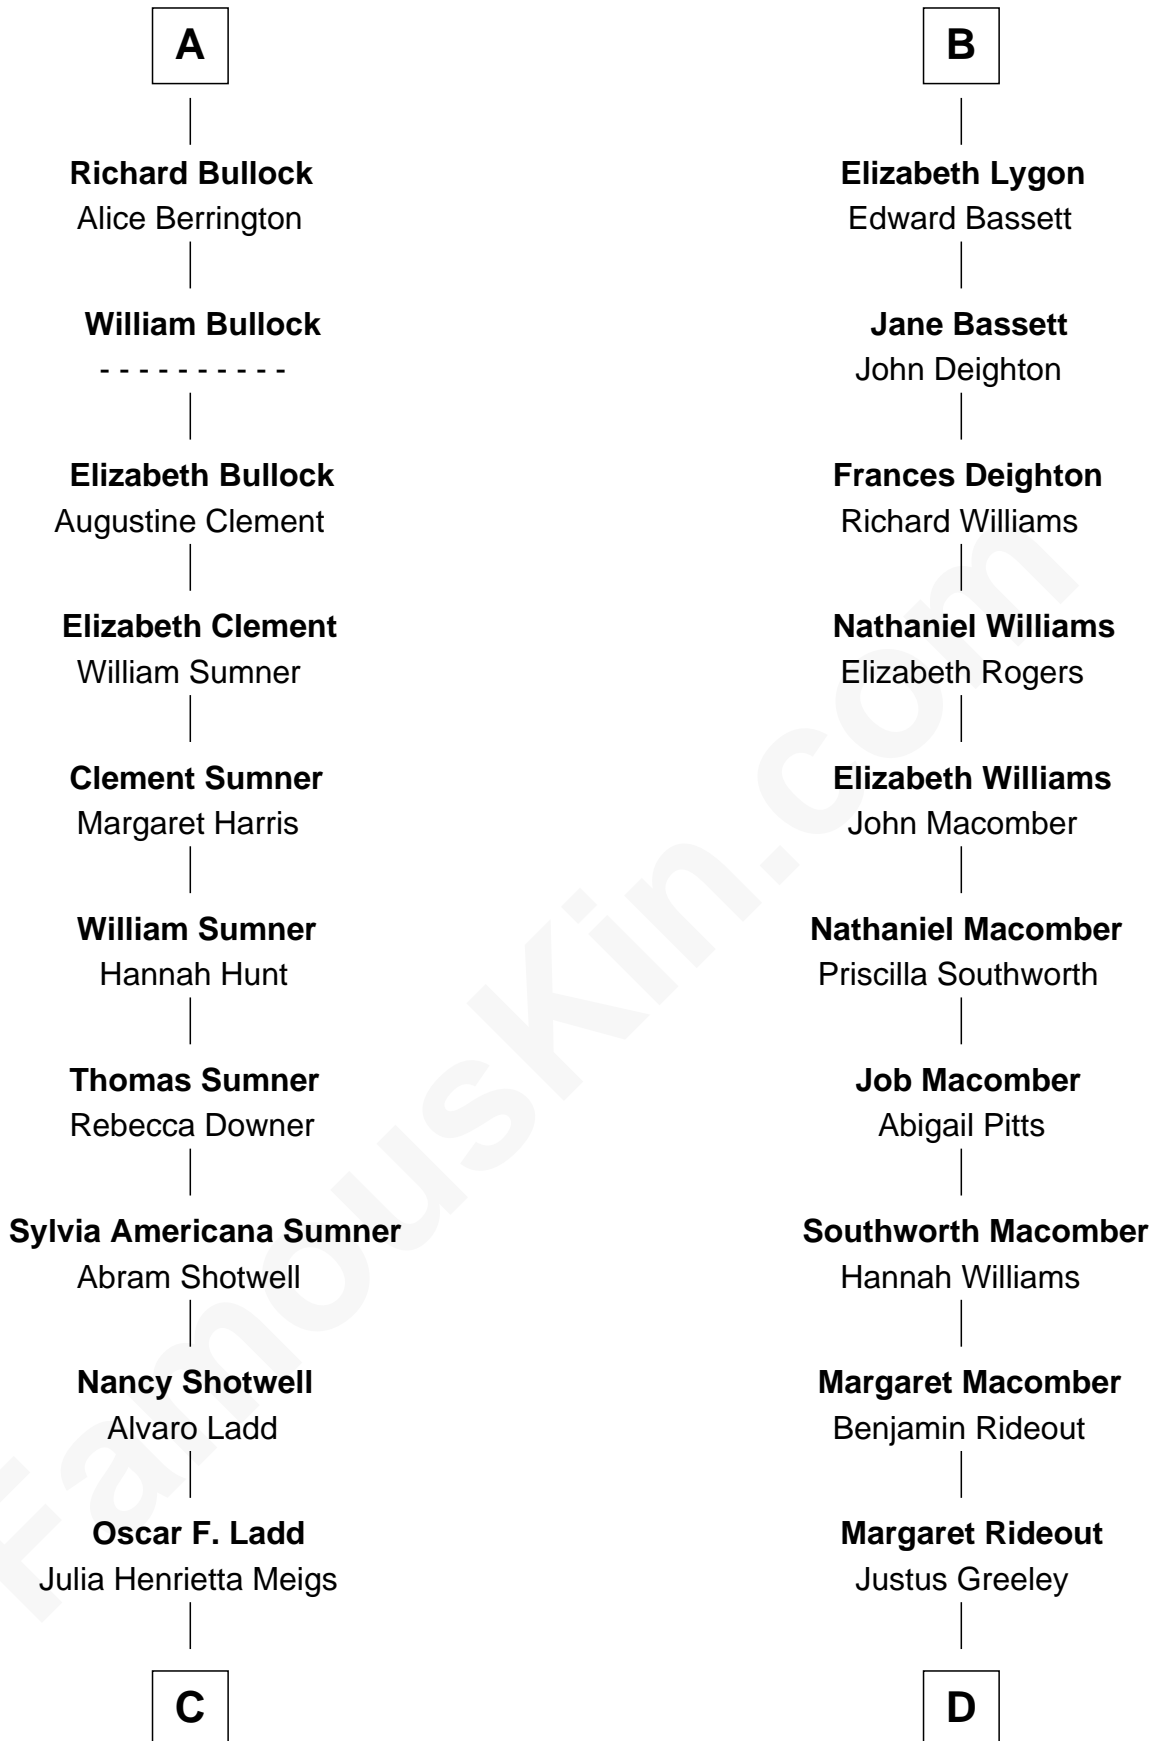 A
Richard Bullock
Alice Berrington
William Bullock
- - - - - - - - - -
Elizabeth Bullock
Augustine Clement
Elizabeth Clement
William Sumner
Clement Sumner
Margaret Harris
William Sumner
Hannah Hunt
Thomas Sumner
Rebecca Downer
Sylvia Americana Sumner
Abram Shotwell
Nancy Shotwell
Alvaro Ladd
Oscar F. Ladd
Julia Henrietta Meigs
C
B
Elizabeth Lygon
Edward Bassett
Jane Bassett
John Deighton
Frances Deighton
Richard Williams
Nathaniel Williams
Elizabeth Rogers
Elizabeth Williams
John Macomber
Nathaniel Macomber
Priscilla Southworth
Job Macomber
Abigail Pitts
Southworth Macomber
Hannah Williams
Margaret Macomber
Benjamin Rideout
Margaret Rideout
Justus Greeley
D
FamousKin.com